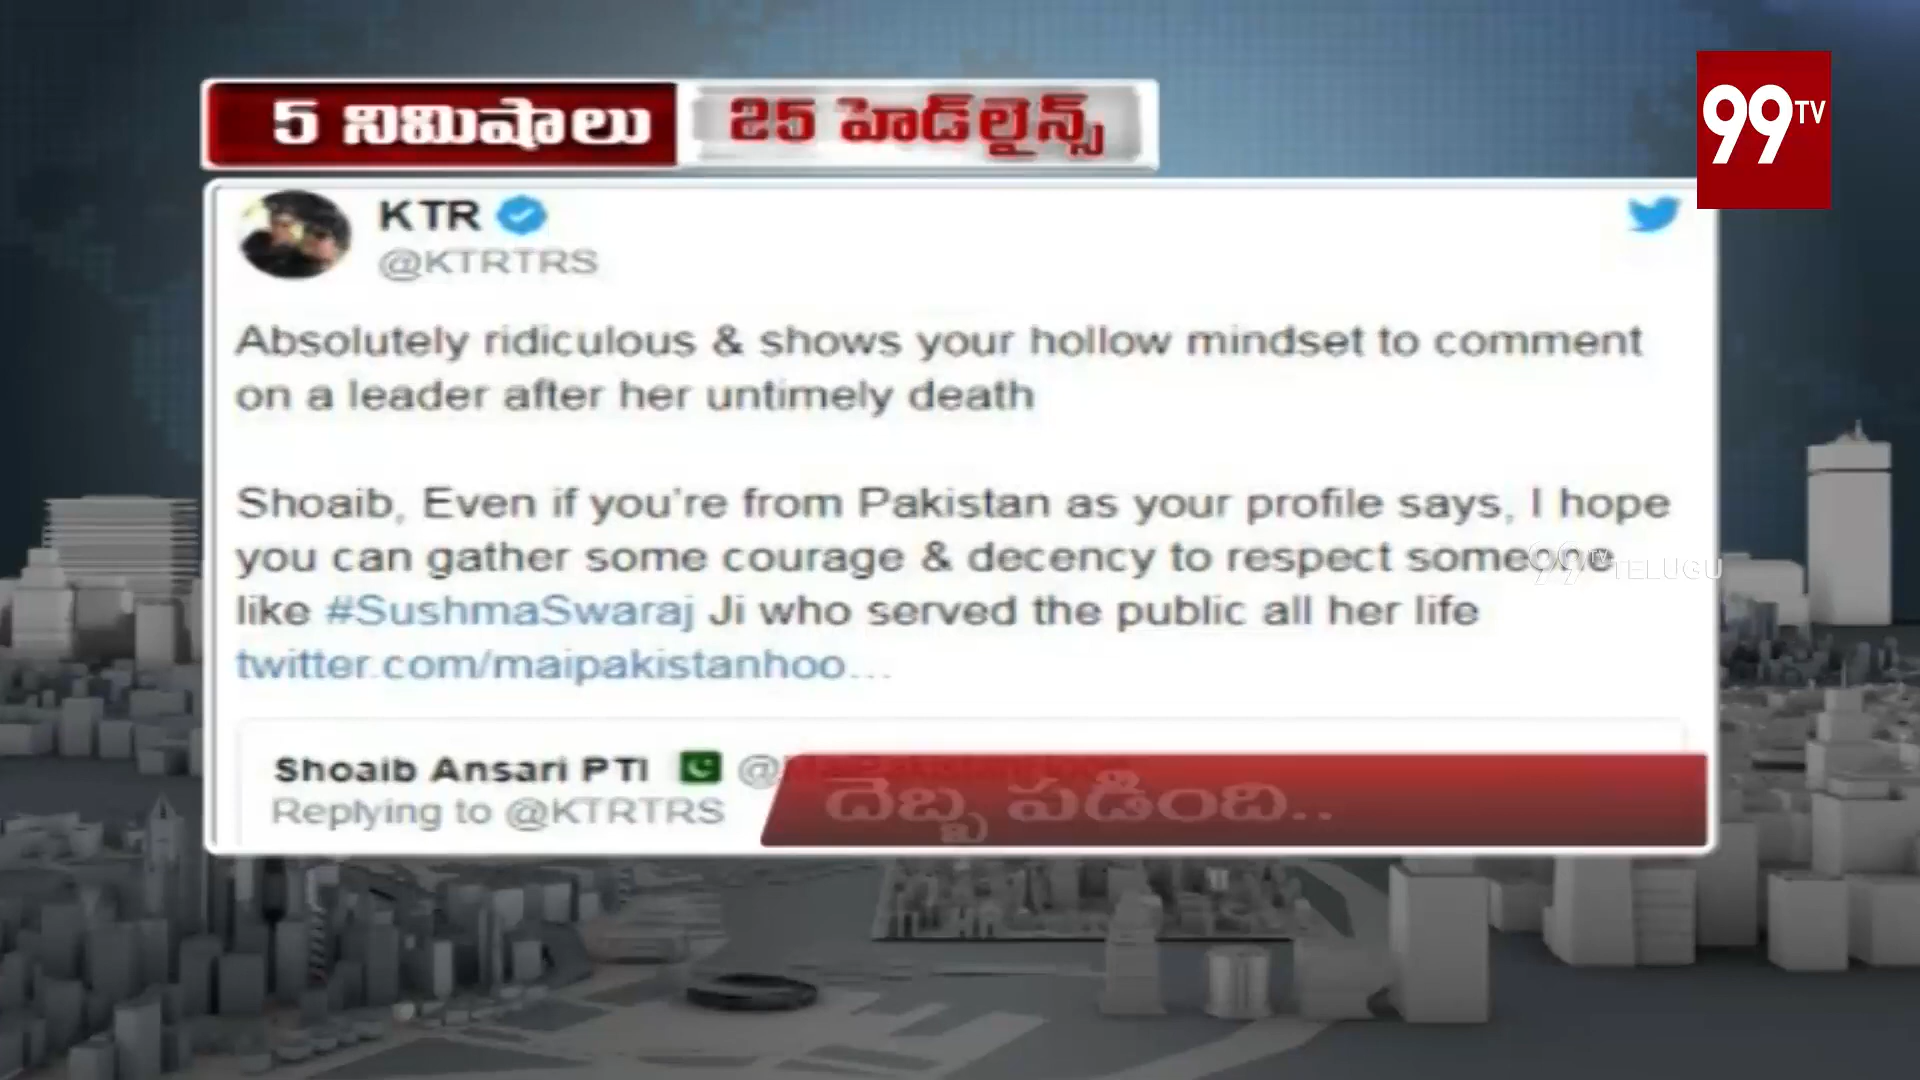 5 నిమిషాలు 25 హెడ్‌లైన్స్
99TV
KTR
@KTRTRS
Absolutely ridiculous & shows your hollow mindset to comment
on a leader after her untimely death
Shoaib, Even if you're from Pakistan as your profile says, I hope
you can gather some courage & decency to respect someone
99TV TELUGU
like #SushmaSwaraj Ji who served the public all her life
twitter.com/maipakistanhoo...
Shoaib Ansari PTI
Replying to @KTRTRS
దెబ్బ పడింది..